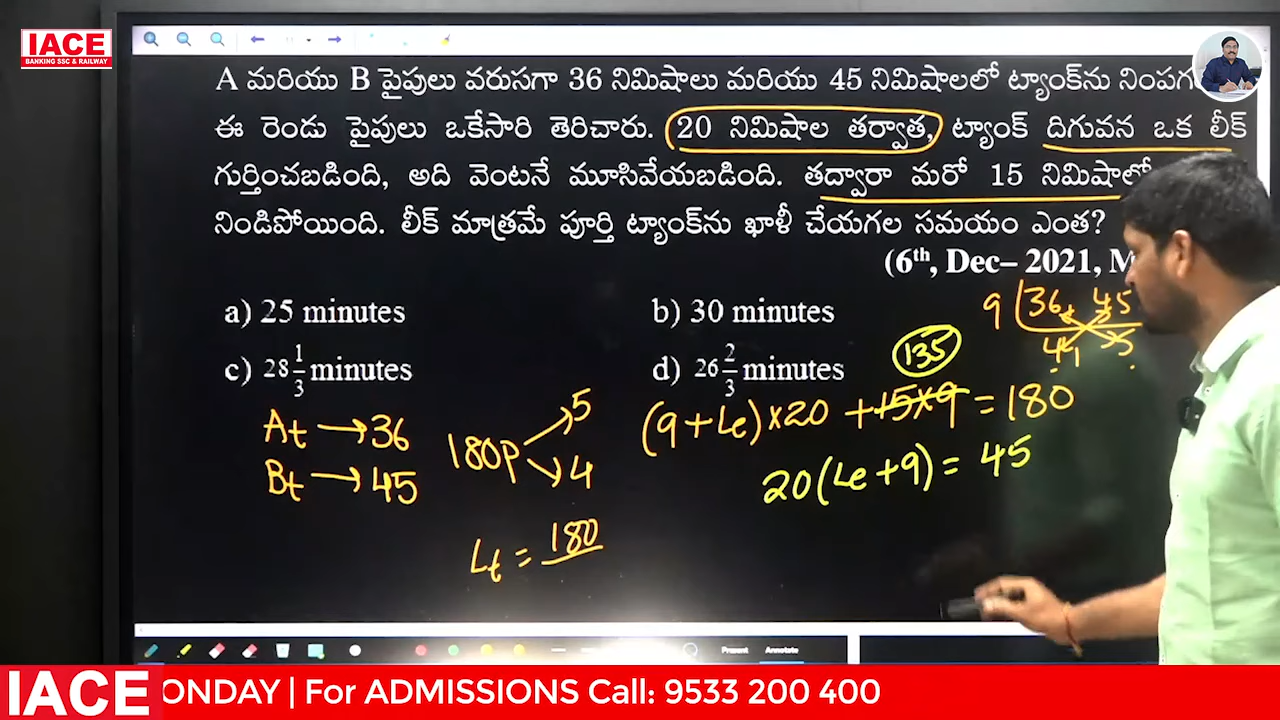 IACE
BANKING SSC & RAILWAY
A మరియు B పైపులు వరుసగా 36 నిమిషాలు మరియు 45 నిమిషాలలో ట్యాంక్‌ను
ఈ రెండు పైపులు ఒకేసారి తెరిచారు. 20 నిమిషాల తర్వాత, ట్యాంక్ దిగువన ఒక లీక్
గుర్తించబడింది, అది వెంటనే మూసివేయబడింది. తద్వారా మరో 15 నిమిషాల్లో
నిండిపోయింది. లీక్ మాత్రమే పూర్తి ట్యాంక్‌ను ఖాళీ చేయగల సమయం ఎంత?
(6th, Dec– 2021,
a) 25 minutes b) 30 minutes
c) 28 1/3 minutes d) 26 2/3 minutes
9 36, 45
4 1 5
135
At → 36
Bt → 45
180p 5
4
(9+Le)×20 + 15×9 = 180
20(Le+9) = 45
Lt = 180
Present Annotate
IACE ONDAY | For ADMISSIONS Call: 9533 200 400